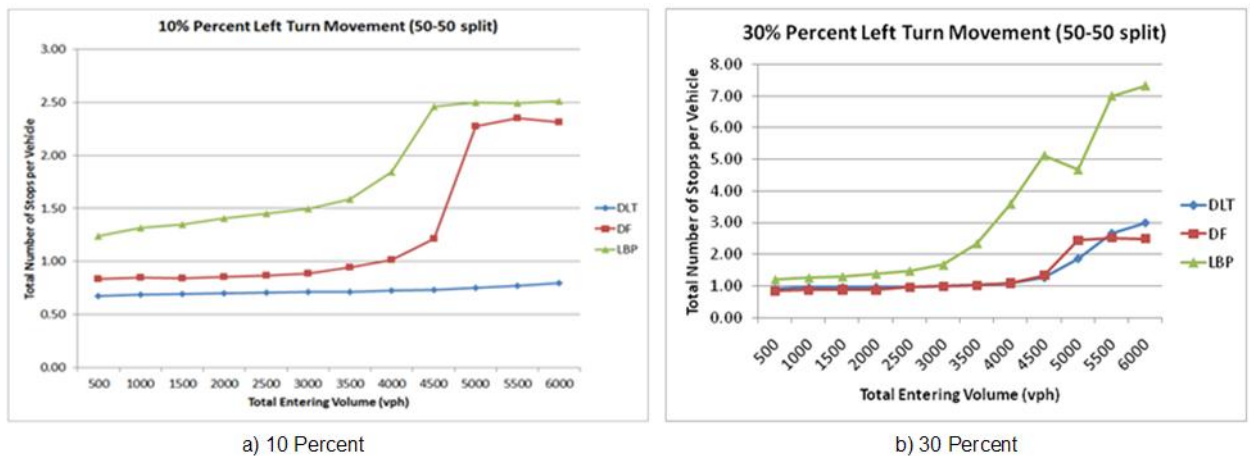 10% Percent Left Turn Movement (50-50 split)
Total Number of Stops per Vehicle
3.00
2.50
2.00
1.50
1.00
0.50
0.00
500 1000 1500 2000 2500 3000 3500 4000 4500 5000 5500 6000
Total Entering Volume (vph)
DLT
DF
LBP
a) 10 Percent
30% Percent Left Turn Movement (50-50 split)
Total Number of Stops per Vehicle
8.00
7.00
6.00
5.00
4.00
3.00
2.00
1.00
0.00
500 1000 1500 2000 2500 3000 3500 4000 4500 5000 5500 6000
Total Entering Volume (vph)
DLT
DF
LBP
b) 30 Percent